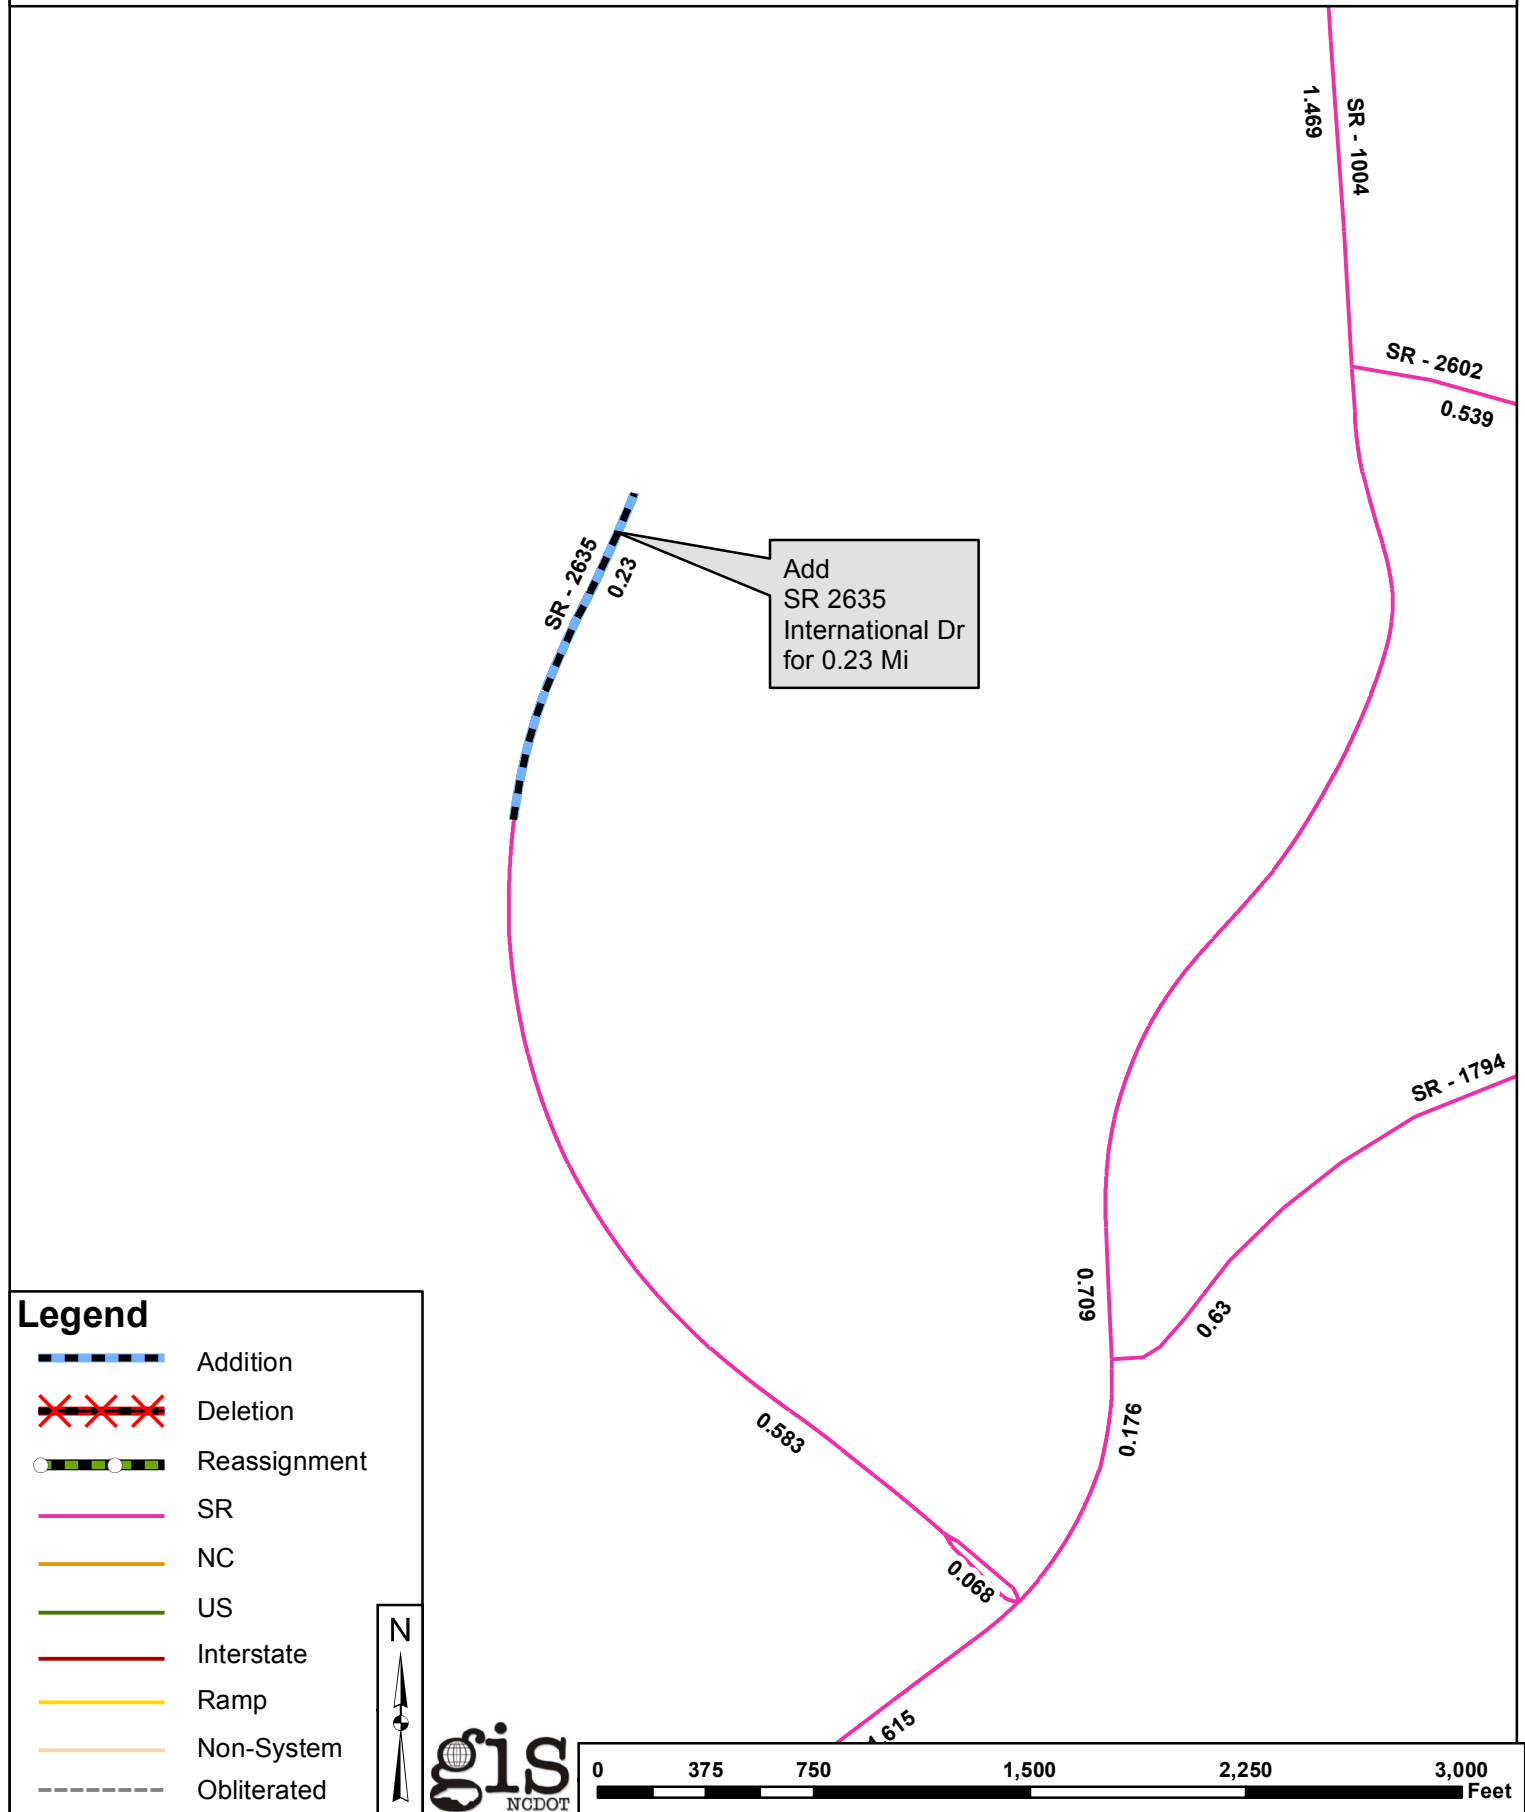 1.469
SR - 1004
SR - 2602
0.539
SR - 2635
0.23
Add
SR 2635
International Dr
for 0.23 Mi
SR - 1794
0.709
0.63
0.176
0.583
0.068
.615
Legend
Addition
Deletion
Reassignment
SR
NC
US
Interstate
Ramp
Non-System
Obliterated
N
gis
NCDOT
0 375 750 1,500 2,250 3,000
Feet